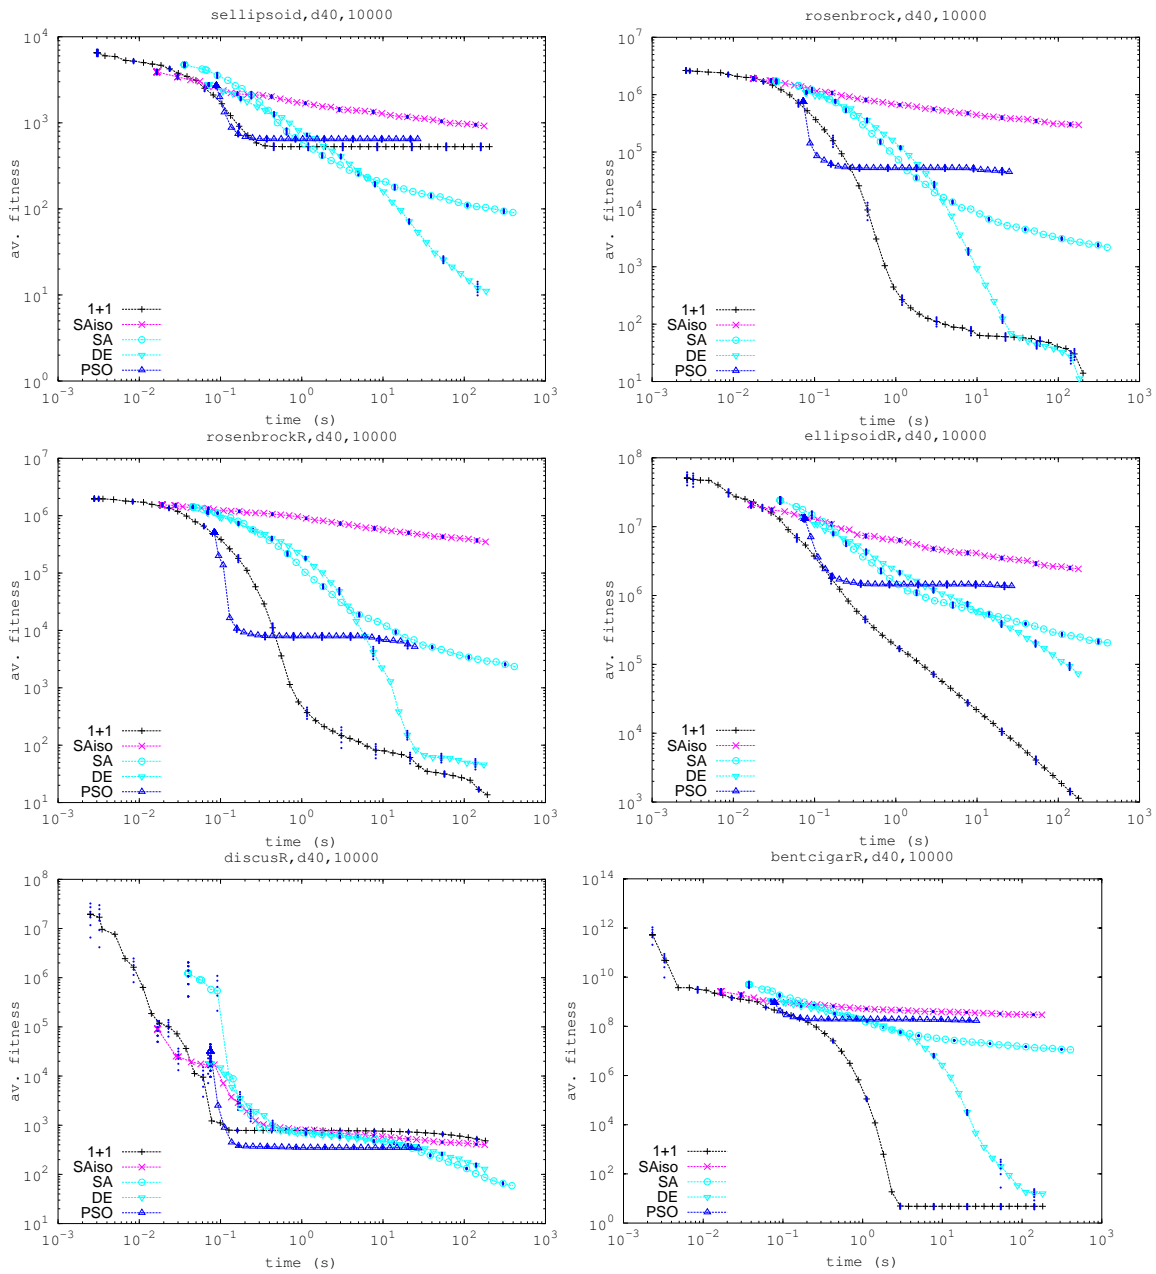 sellipsoid,d40,10000
av. fitness
10^4
10^3
10^2
10^1
10^0
1+1
SAiso
SA
DE
PSO
10^-3 10^-2 10^-1 10^0 10^1 10^2 10^3
time (s)
rosenbrock,d40,10000
av. fitness
10^7
10^6
10^5
10^4
10^3
10^2
10^1
1+1
SAiso
SA
DE
PSO
10^-3 10^-2 10^-1 10^0 10^1 10^2 10^3
time (s)
rosenbrockR,d40,10000
av. fitness
10^7
10^6
10^5
10^4
10^3
10^2
10^1
1+1
SAiso
SA
DE
PSO
10^-3 10^-2 10^-1 10^0 10^1 10^2 10^3
time (s)
ellipsoidR,d40,10000
av. fitness
10^8
10^7
10^6
10^5
10^4
10^3
1+1
SAiso
SA
DE
PSO
10^-3 10^-2 10^-1 10^0 10^1 10^2 10^3
time (s)
discusR,d40,10000
av. fitness
10^8
10^7
10^6
10^5
10^4
10^3
10^2
10^1
1+1
SAiso
SA
DE
PSO
10^-3 10^-2 10^-1 10^0 10^1 10^2 10^3
time (s)
bentcigarR,d40,10000
av. fitness
10^14
10^12
10^10
10^8
10^6
10^4
10^2
10^0
1+1
SAiso
SA
DE
PSO
10^-3 10^-2 10^-1 10^0 10^1 10^2 10^3
time (s)